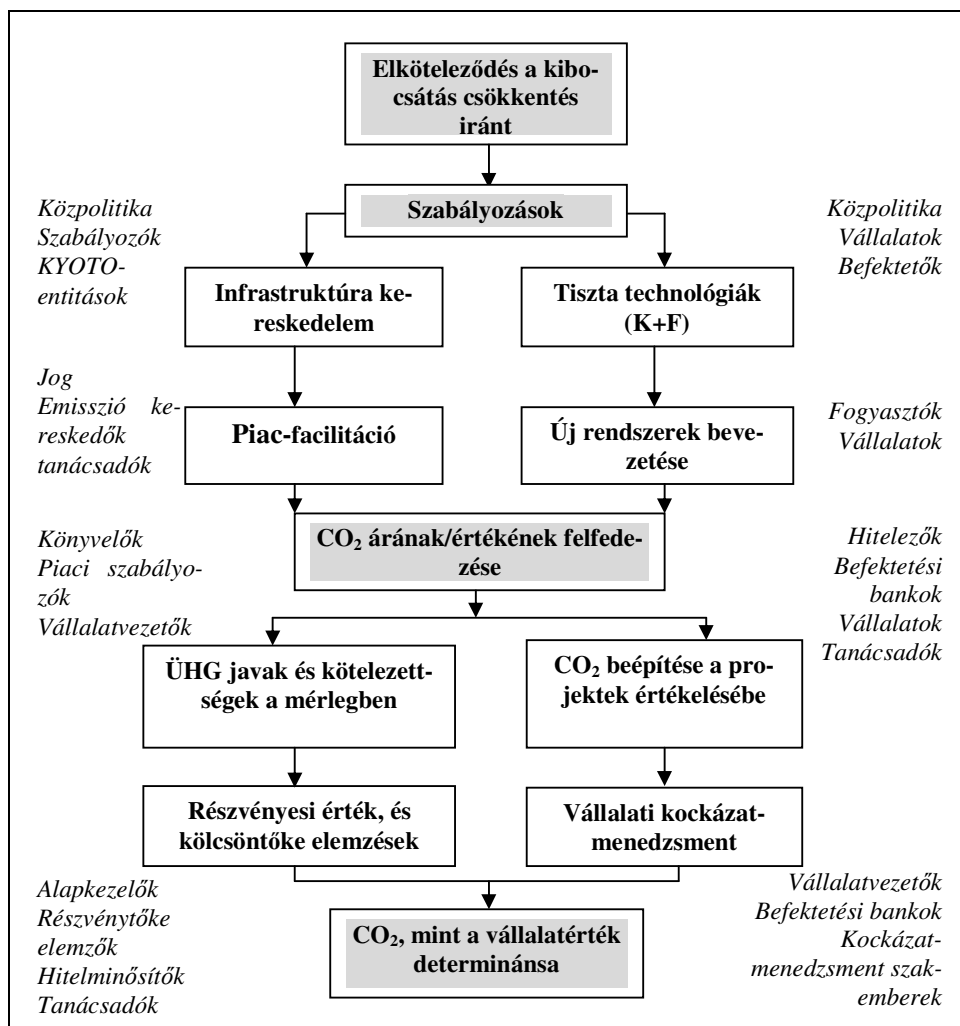 Elköteleződés a kibo-
csátás csökkentés
iránt
Szabályozások
Közpolitika
Szabályozók
KYOTO-
entitások
Közpolitika
Vállalatok
Befektetők
Infrastruktúra ke-
reskedelem
Tiszta technológiák
(K+F)
Jog
Emisszió ke-
reskedők
tanácsadók
Piac-facilitáció
Új rendszerek beve-
zetése
Fogyasztók
Vállalatok
CO₂ árának/értékének felfede-
zése
Könyvelők
Piaci szabályo-
zók
Vállalatvezetők
Hitelezők
Befektetési
bankok
Vállalatok
Tanácsadók
ÜHG javak és kötelezett-
ségek a mérlegben
CO₂ beépítése a pro-
jektek értékelésébe
Részvényesi érték, és
kölcsöntőke elemzések
Vállalati kockázat-
menedzsment
Alapkezelők
Részvénytőke
elemzők
Hitelminősítők
Tanácsadók
CO₂, mint a vállalatérték
determinánsa
Vállalatvezetők
Befektetési bankok
Kockázat-
menedzsment szak-
emberek